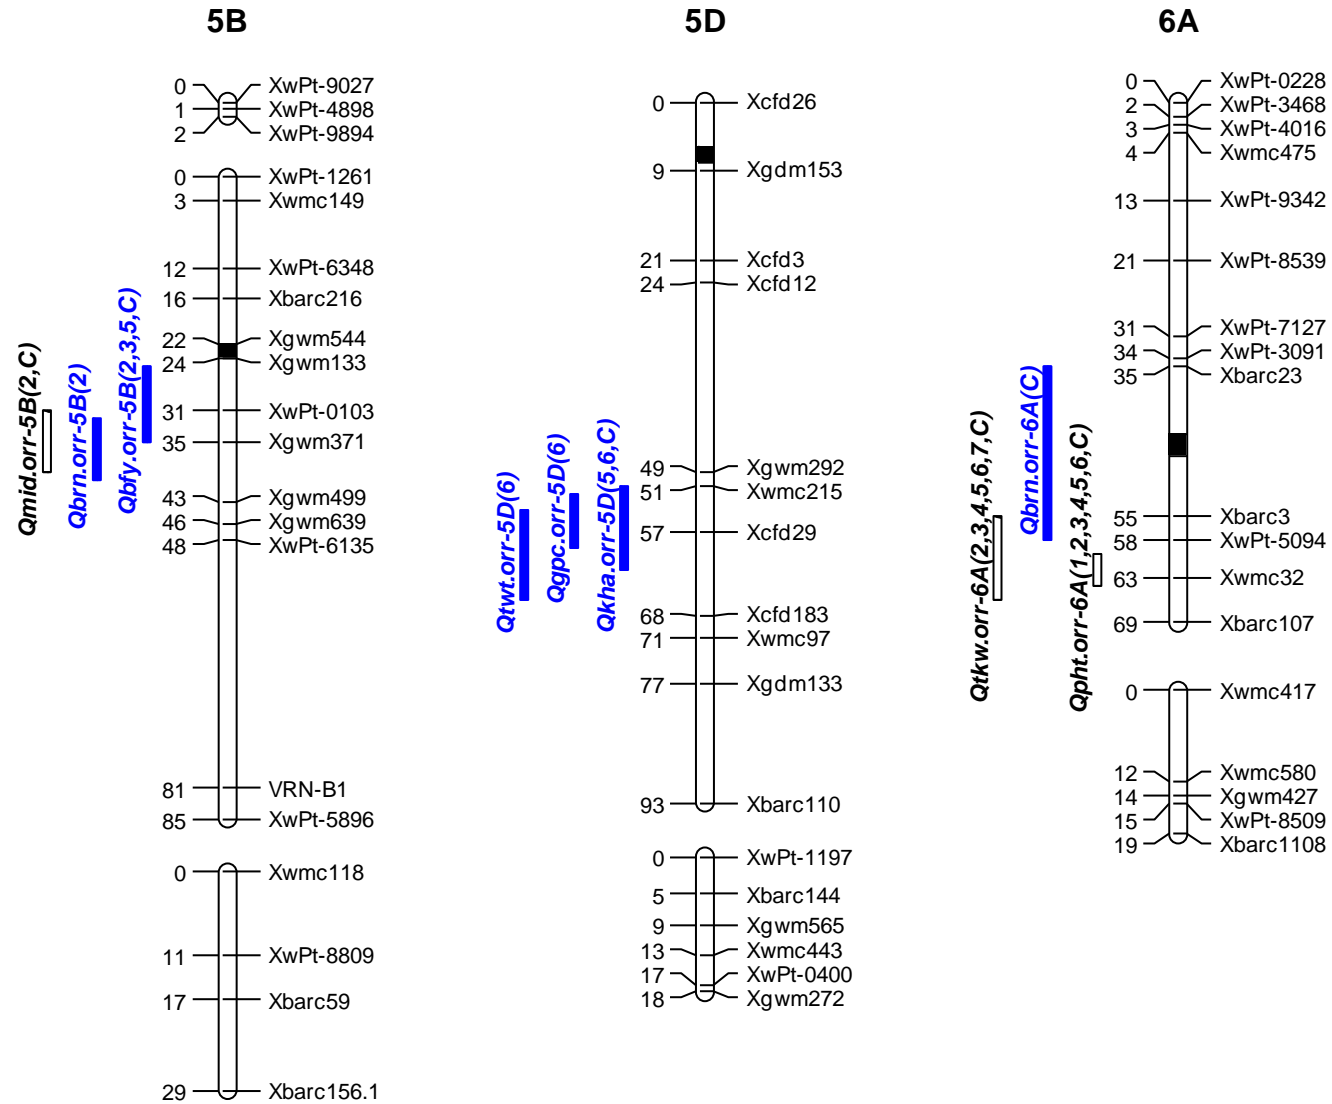 5B
0 XwPt-9027
1 XwPt-4898
2 XwPt-9894
0 XwPt-1261
3 Xwmc149
12 XwPt-6348
16 Xbarc216
22 Xgwm544
24 Xgwm133
31 XwPt-0103
35 Xgwm371
43 Xgwm499
46 Xgwm639
48 XwPt-6135
81 VRN-B1
85 XwPt-5896
0 Xwmc118
11 XwPt-8809
17 Xbarc59
29 Xbarc156.1
Qmid.orr-5B(2,C)
Qbrn.orr-5B(2)
Qbfy.orr-5B(2,3,5,C)
5D
0 Xcfd26
9 Xgdm153
21 Xcfd3
24 Xcfd12
49 Xgwm292
51 Xwmc215
57 Xcfd29
68 Xcfd183
71 Xwmc97
77 Xgdm133
93 Xbarc110
0 XwPt-1197
5 Xbarc144
9 Xgwm565
13 Xwmc443
17 XwPt-0400
18 Xgwm272
Qtwt.orr-5D(6)
Qgpc.orr-5D(6)
Qkha.orr-5D(5,6,C)
6A
0 XwPt-0228
2 XwPt-3468
3 XwPt-4016
4 Xwmc475
13 XwPt-9342
21 XwPt-8539
31 XwPt-7127
34 XwPt-3091
35 Xbarc23
55 Xbarc3
58 XwPt-5094
63 Xwmc32
69 Xbarc107
0 Xwmc417
12 Xwmc580
14 Xgwm427
15 XwPt-8509
19 Xbarc1108
Qtkw.orr-6A(2,3,4,5,6,7,C)
Qbrn.orr-6A(C)
Qpht.orr-6A(1,2,3,4,5,6,C)